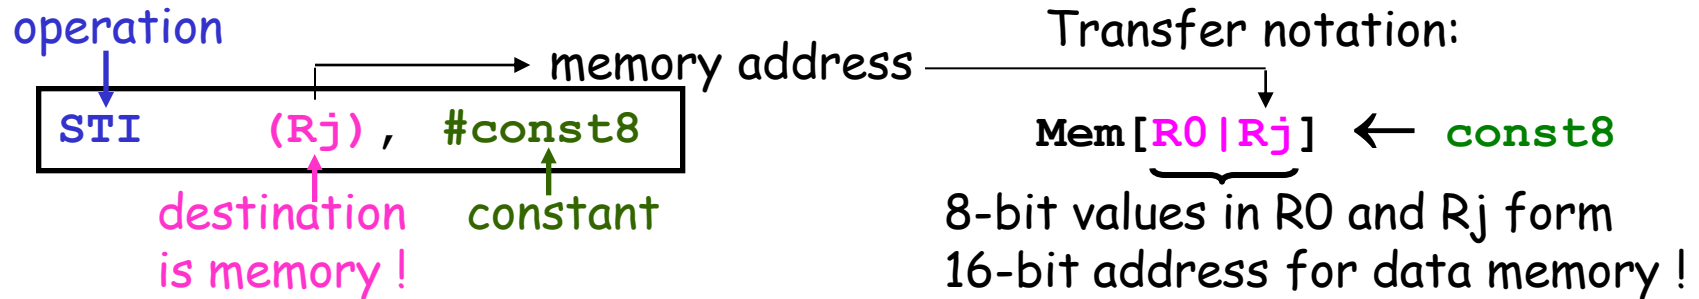 operation
Transfer notation:
memory address
STI (Rj), #const8
Mem[R0|Rj] ← const8
destination
is memory !
constant
8-bit values in R0 and Rj form
16-bit address for data memory !